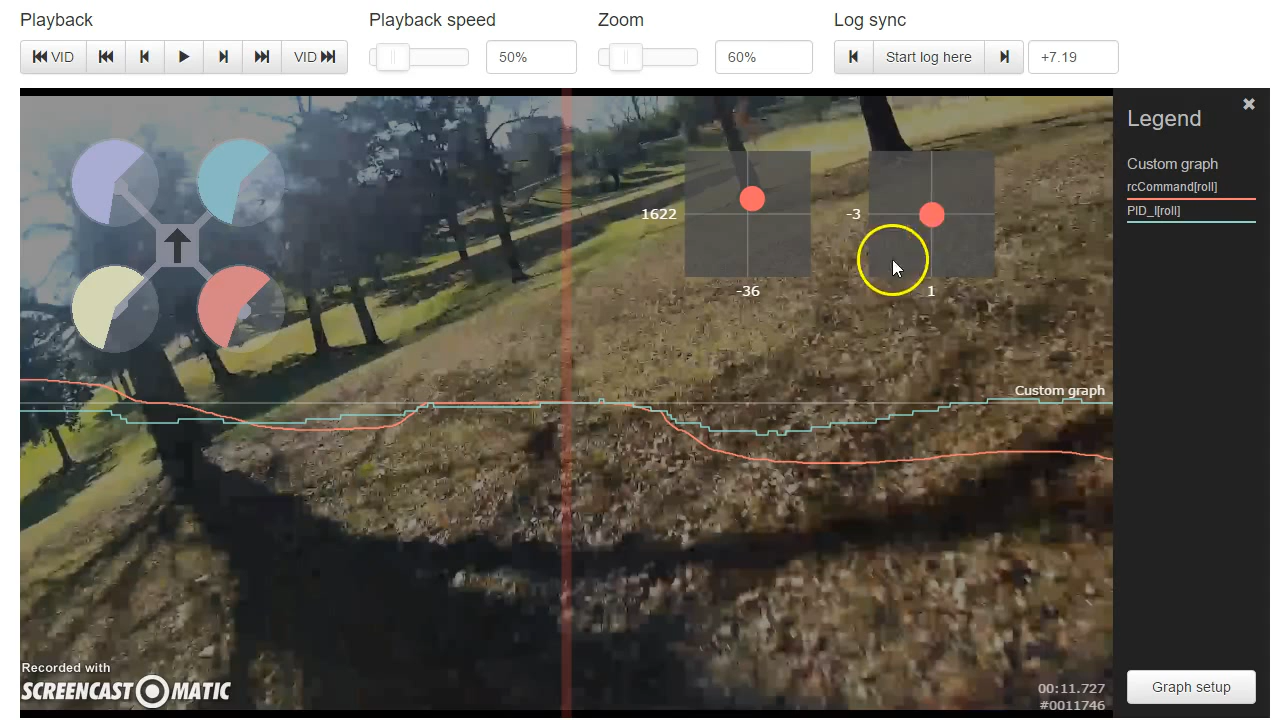 Playback
Playback speed
Zoom
Log sync
VID
VID
50%
60%
Start log here
+7.19
Legend
Custom graph
rcCommand[roll]
PID_I[roll]
1622
-36
-3
1
Custom graph
Recorded with
SCREENCAST-O-MATIC
00:11.727
#0011746
Graph setup